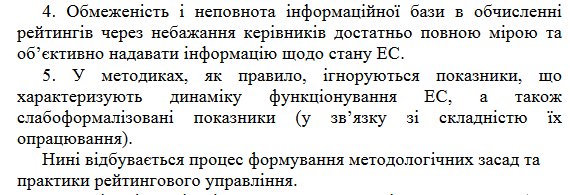 4. Обмеженість і неповнота інформаційної бази в обчисленні
рейтингів через небажання керівників достатньо повною мірою та
об’єктивно надавати інформацію щодо стану ЕС.
5. У методиках, як правило, ігноруються показники, що
характеризують динаміку функціонування ЕС, а також
слабоформалізовані показники (у зв’язку зі складністю їх
опрацювання).
Нині відбувається процес формування методологічних засад та
практики рейтингового управління.